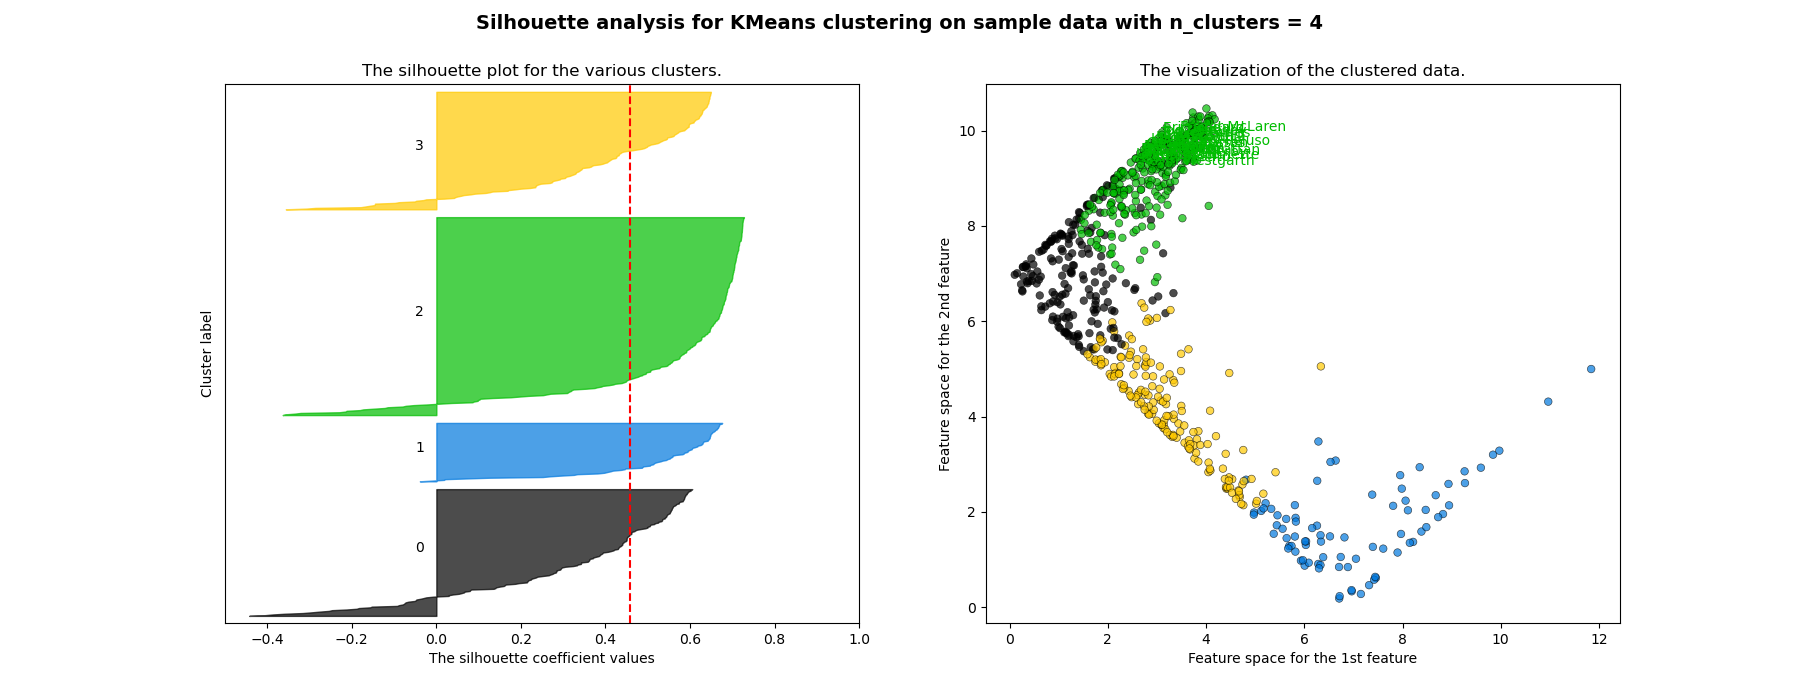 Silhouette analysis for KMeans clustering on sample data with n_clusters = 4
The silhouette plot for the various clusters.
Cluster label
3
2
1
0
−0.4 −0.2 0.0 0.2 0.4 0.6 0.8 1.0
The silhouette coefficient values
The visualization of the clustered data.
Feature space for the 2nd feature
10
8
6
4
2
0
McLaren
0 2 4 6 8 10 12
Feature space for the 1st feature